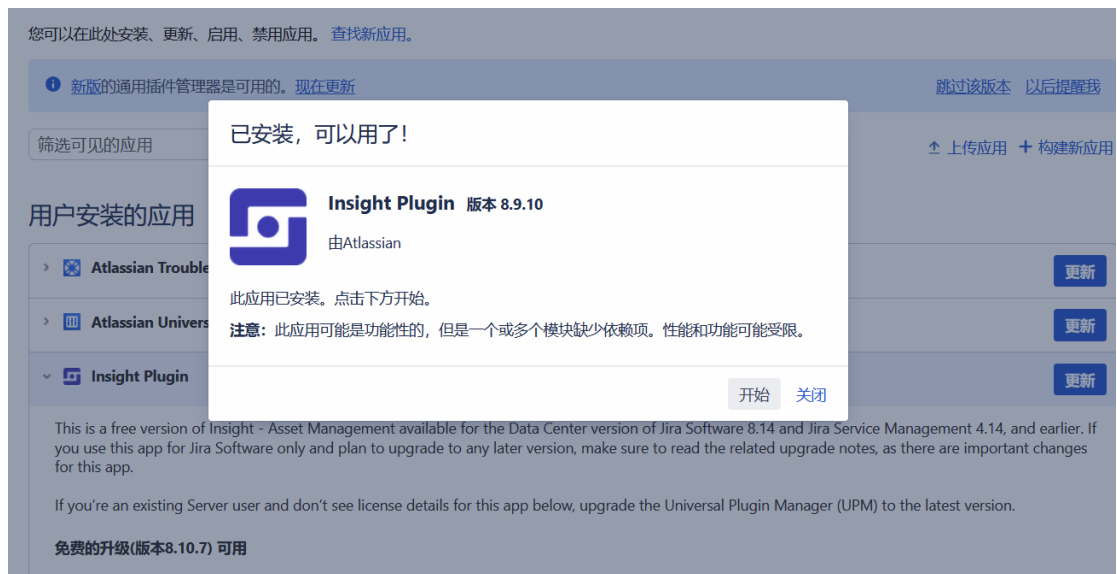 您可以在此处安装、更新、启用、禁用应用。 查找新应用。
新版的通用插件管理器是可用的。现在更新 跳过该版本 以后提醒我
已安装，可以用了！
筛选可见的应用 上传应用 构建新应用
Insight Plugin 版本 8.9.10
用户安装的应用
由Atlassian
Atlassian Trouble 更新
此应用已安装。点击下方开始。
Atlassian Univers 更新
注意：此应用可能是功能性的，但是一个或多个模块缺少依赖项。性能和功能可能受限。
Insight Plugin 更新
开始 关闭
This is a free version of Insight - Asset Management available for the Data Center version of Jira Software 8.14 and Jira Service Management 4.14, and earlier. If
you use this app for Jira Software only and plan to upgrade to any later version, make sure to read the related upgrade notes, as there are important changes
for this app.
If you're an existing Server user and don't see license details for this app below, upgrade the Universal Plugin Manager (UPM) to the latest version.
免费的升级(版本8.10.7) 可用